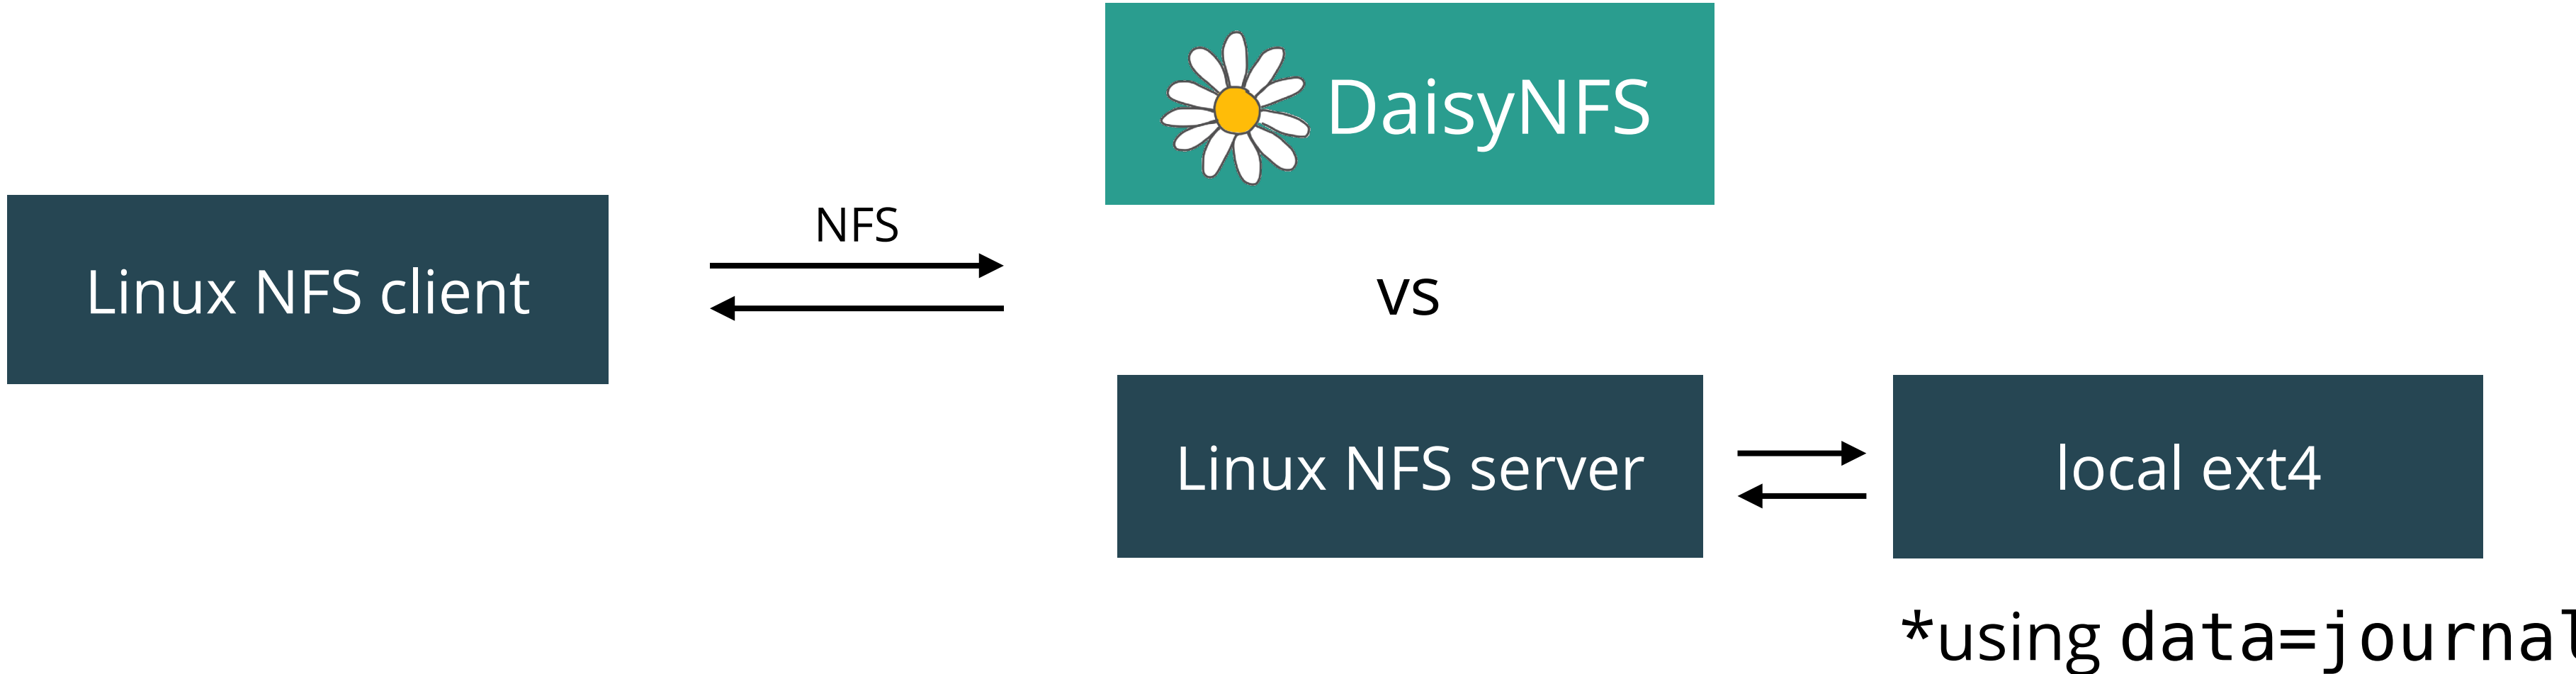 DaisyNFS
NFS
Linux NFS client
vs
Linux NFS server
local ext4
*using data=journal